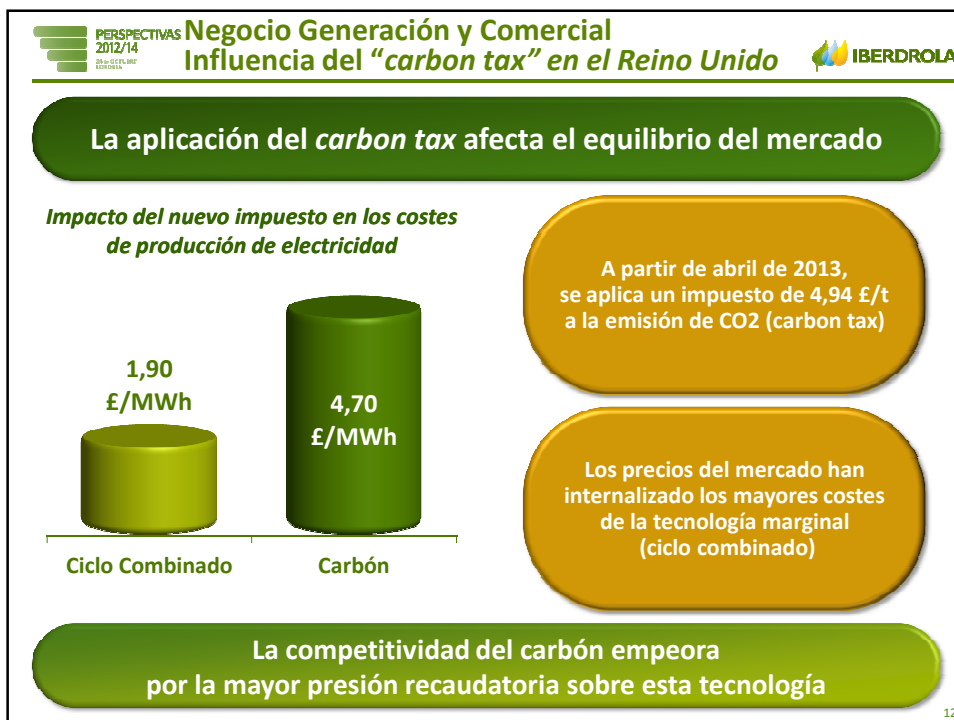 PERSPECTIVAS
2012/14
Negocio Generación y Comercial
Influencia del “carbon tax” en el Reino Unido
IBERDROLA
La aplicación del carbon tax afecta el equilibrio del mercado
Impacto del nuevo impuesto en los costes
de producción de electricidad
1,90
£/MWh
4,70
£/MWh
Ciclo Combinado
Carbón
A partir de abril de 2013,
se aplica un impuesto de 4,94 £/t
a la emisión de CO2 (carbon tax)
Los precios del mercado han
internalizado los mayores costes
de la tecnología marginal
(ciclo combinado)
La competitividad del carbón empeora
por la mayor presión recaudatoria sobre esta tecnología
12